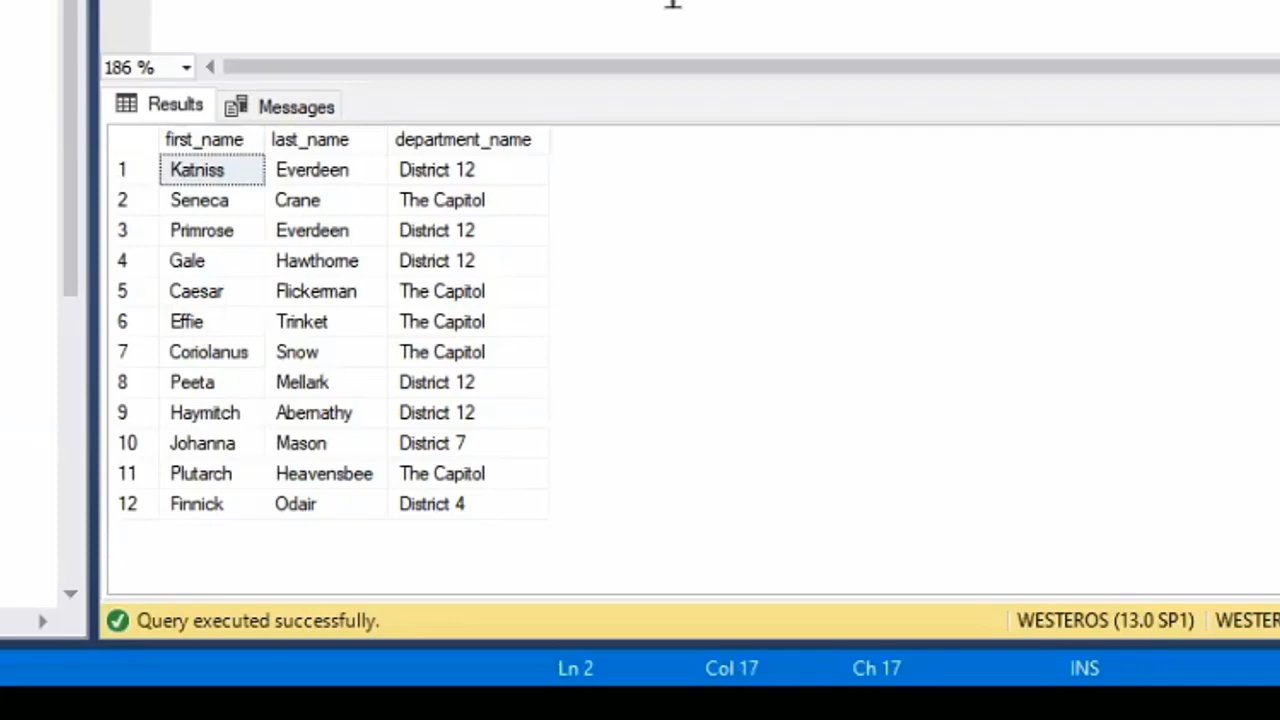 186 %
Results Messages
first_name last_name department_name
1 Katniss Everdeen District 12
2 Seneca Crane The Capitol
3 Primrose Everdeen District 12
4 Gale Hawthorne District 12
5 Caesar Flickerman The Capitol
6 Effie Trinket The Capitol
7 Coriolanus Snow The Capitol
8 Peeta Mellark District 12
9 Haymitch Abernathy District 12
10 Johanna Mason District 7
11 Plutarch Heavensbee The Capitol
12 Finnick Odair District 4
Query executed successfully. WESTEROS (13.0 SP1) WESTER
Ln 2 Col 17 Ch 17 INS